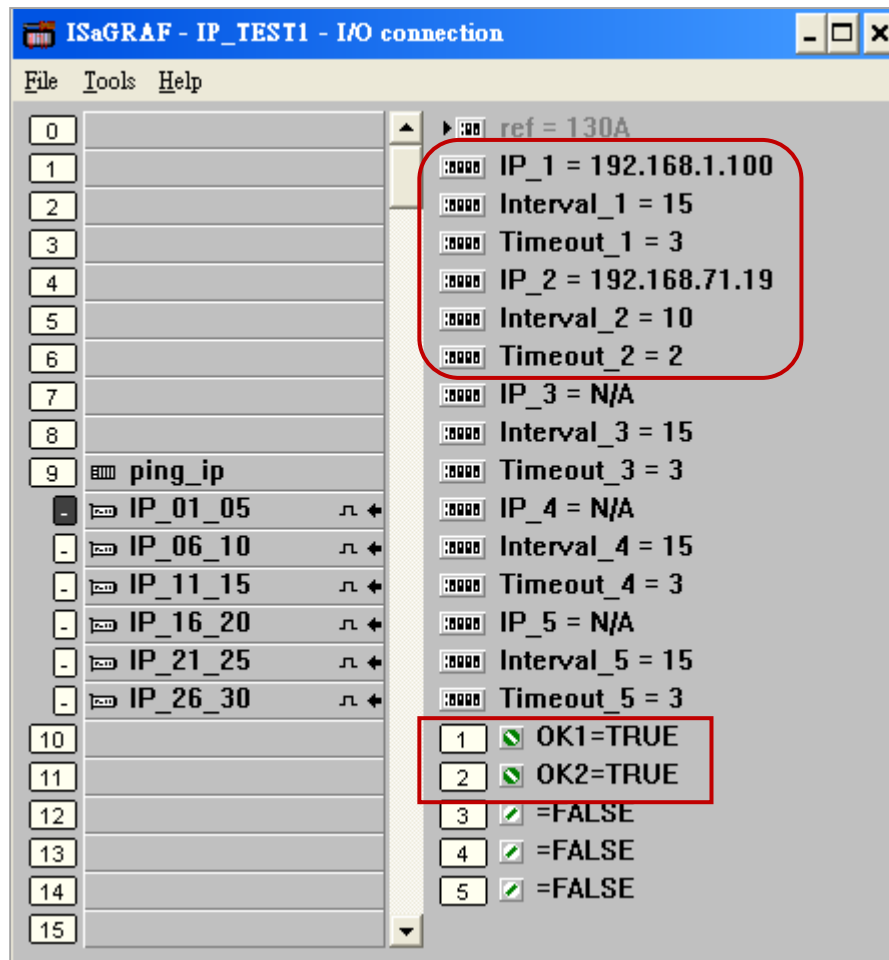 ISaGRAF - IP_TEST1 - I/O connection
File Tools Help
0
1
2
3
4
5
6
7
8
9 ping_ip
- IP_01_05
- IP_06_10
- IP_11_15
- IP_16_20
- IP_21_25
- IP_26_30
10
11
12
13
14
15
ref = 130A
IP_1 = 192.168.1.100
Interval_1 = 15
Timeout_1 = 3
IP_2 = 192.168.71.19
Interval_2 = 10
Timeout_2 = 2
IP_3 = N/A
Interval_3 = 15
Timeout_3 = 3
IP_4 = N/A
Interval_4 = 15
Timeout_4 = 3
IP_5 = N/A
Interval_5 = 15
Timeout_5 = 3
1 OK1=TRUE
2 OK2=TRUE
3 =FALSE
4 =FALSE
5 =FALSE